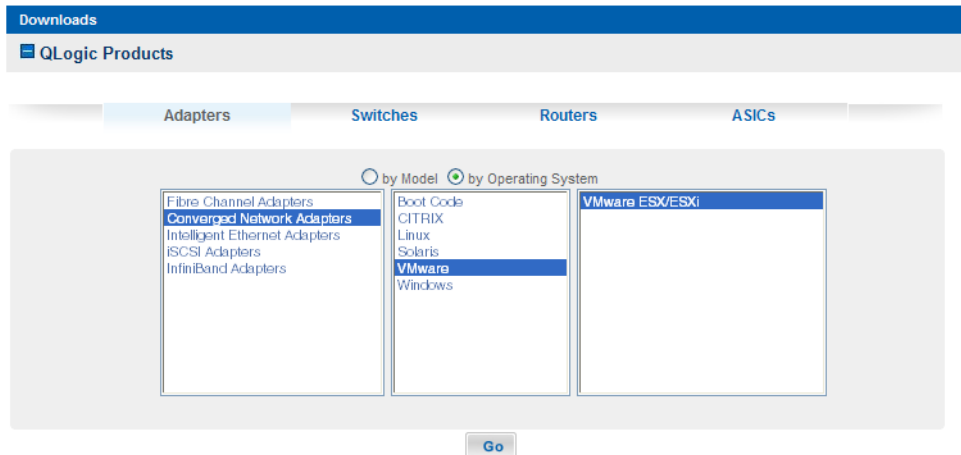 Downloads
QLogic Products
Adapters Switches Routers ASICs
by Model by Operating System
Fibre Channel Adapters
Converged Network Adapters
Intelligent Ethernet Adapters
iSCSI Adapters
InfiniBand Adapters
Boot Code
CITRIX
Linux
Solaris
VMware
Windows
VMware ESX/ESXi
Go